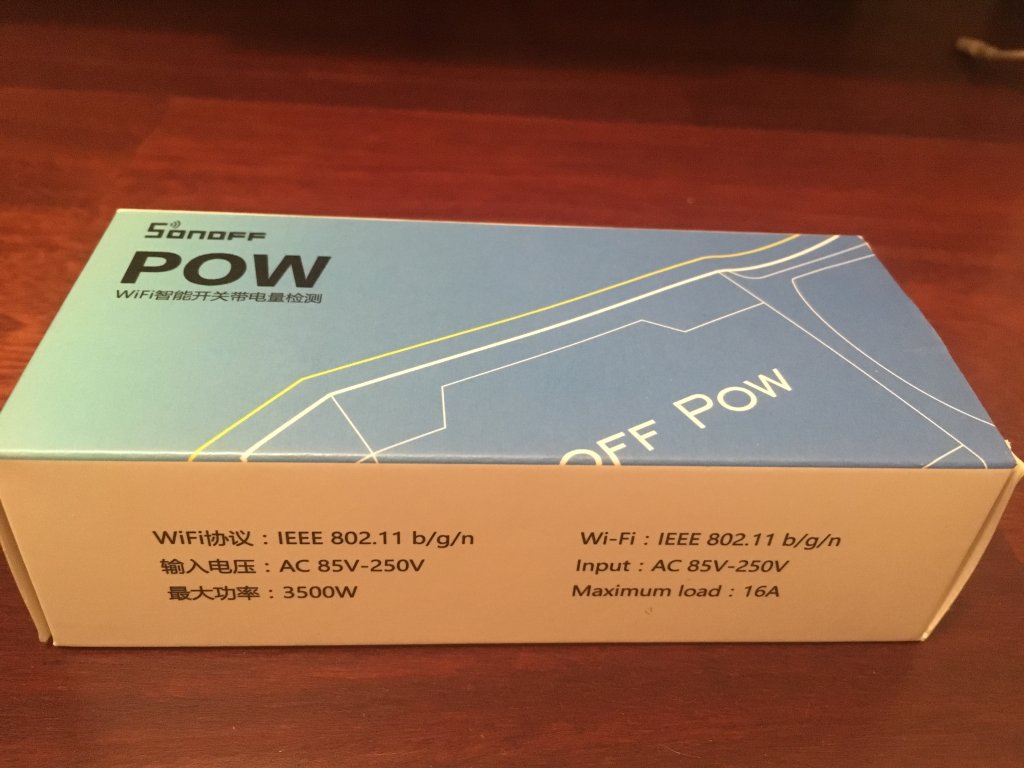 SONOFF
POW
WiFi智能开关带电量检测
OFF POW
WiFi协议：IEEE 802.11 b/g/n
输入电压：AC 85V-250V
最大功率：3500W
Wi-Fi : IEEE 802.11 b/g/n
Input : AC 85V-250V
Maximum load : 16A